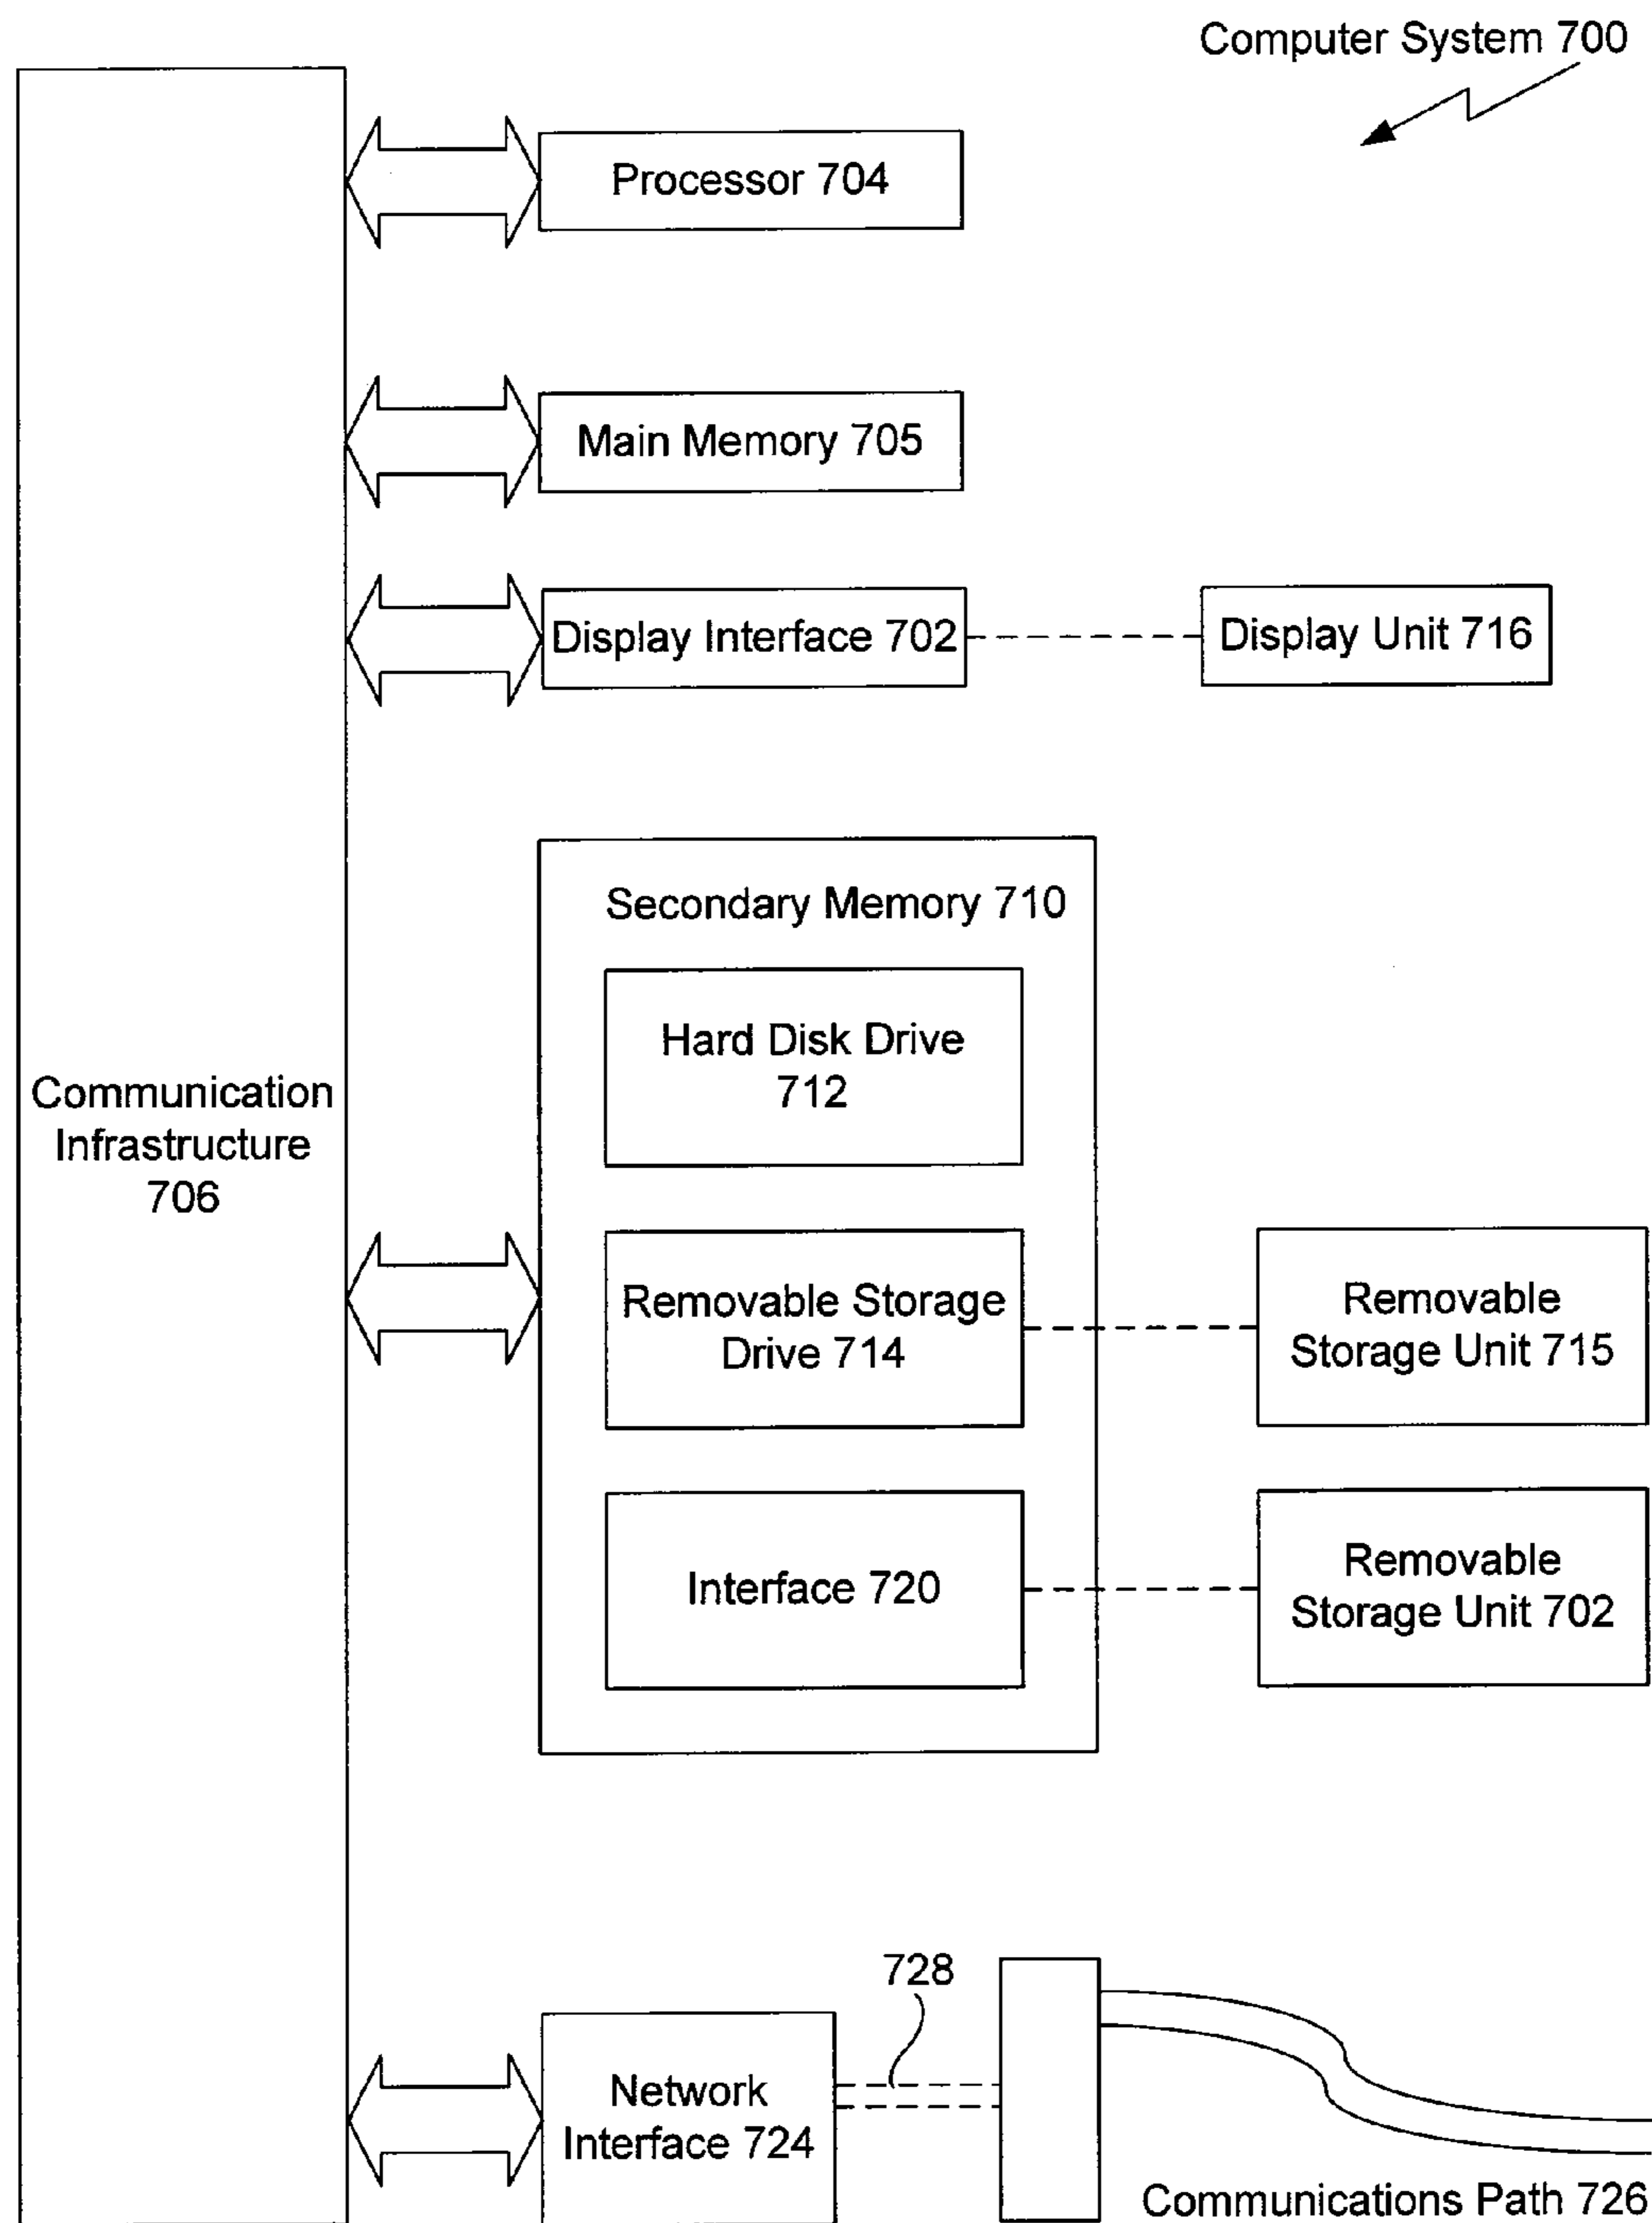 Computer System 700
Processor 704
Main Memory 705
Display Interface 702
Display Unit 716
Secondary Memory 710
Hard Disk Drive
712
Communication
Infrastructure
706
Removable Storage
Drive 714
Removable
Storage Unit 715
Interface 720
Removable
Storage Unit 702
728
Network
Interface 724
Communications Path 726